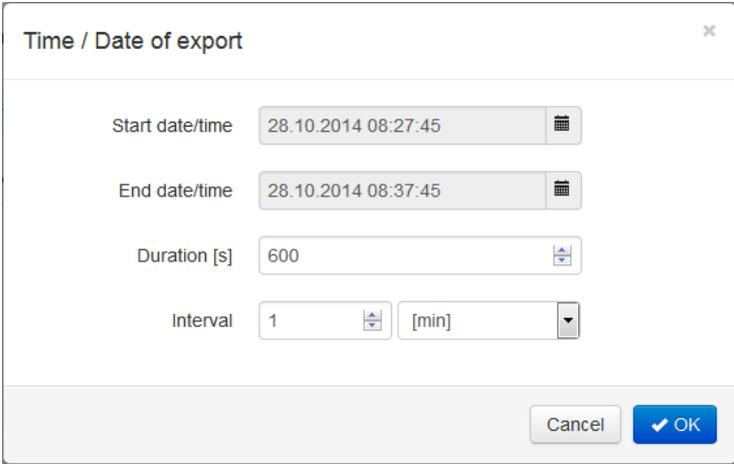 Time / Date of export
×
Start date/time 28.10.2014 08:27:45
End date/time 28.10.2014 08:37:45
Duration [s] 600
Interval 1 [min]
Cancel OK